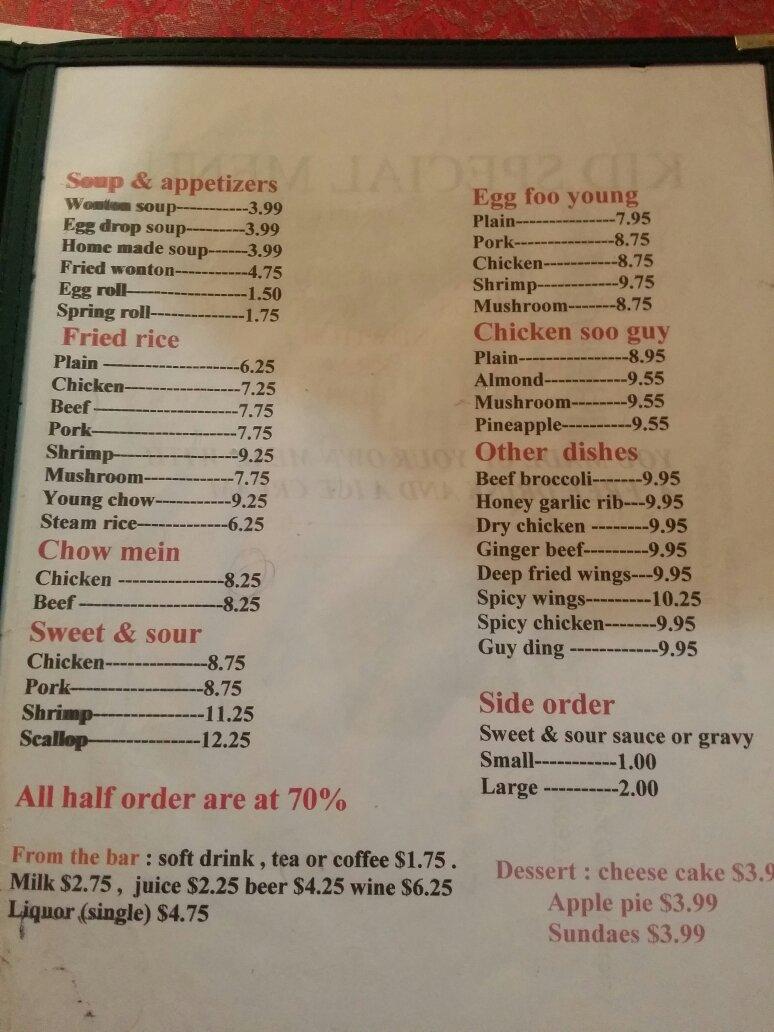 Soup & appetizers
Wonton soup-----------3.99
Egg drop soup---------3.99
Home made soup------3.99
Fried wonton-----------4.75
Egg roll------------------1.50
Spring roll--------------1.75
Fried rice
Plain ---------------------6.25
Chicken-----------------7.25
Beef ----------------------7.75
Pork----------------------7.75
Shrimp------------------9.25
Mushroom-------------7.75
Young chow-----------9.25
Steam rice-------------6.25
Chow mein
Chicken ----------------8.25
Beef ----------------------8.25
Sweet & sour
Chicken---------------8.75
Pork--------------------8.75
Shrimp----------------11.25
Scallop----------------12.25
All half order are at 70%
From the bar : soft drink , tea or coffee $1.75 .
Milk $2.75 , juice $2.25 beer $4.25 wine $6.25
Liquor (single) $4.75
Egg foo young
Plain---------------7.95
Pork---------------8.75
Chicken-----------8.75
Shrimp-----------9.75
Mushroom-------8.75
Chicken soo guy
Plain----------------8.95
Almond------------9.55
Mushroom--------9.55
Pineapple----------9.55
Other dishes
Beef broccoli-------9.95
Honey garlic rib---9.95
Dry chicken --------9.95
Ginger beef---------9.95
Deep fried wings---9.95
Spicy wings---------10.25
Spicy chicken-------9.95
Guy ding ------------9.95
Side order
Sweet & sour sauce or gravy
Small-----------1.00
Large ----------2.00
Dessert : cheese cake $3.9
Apple pie $3.99
Sundaes $3.99